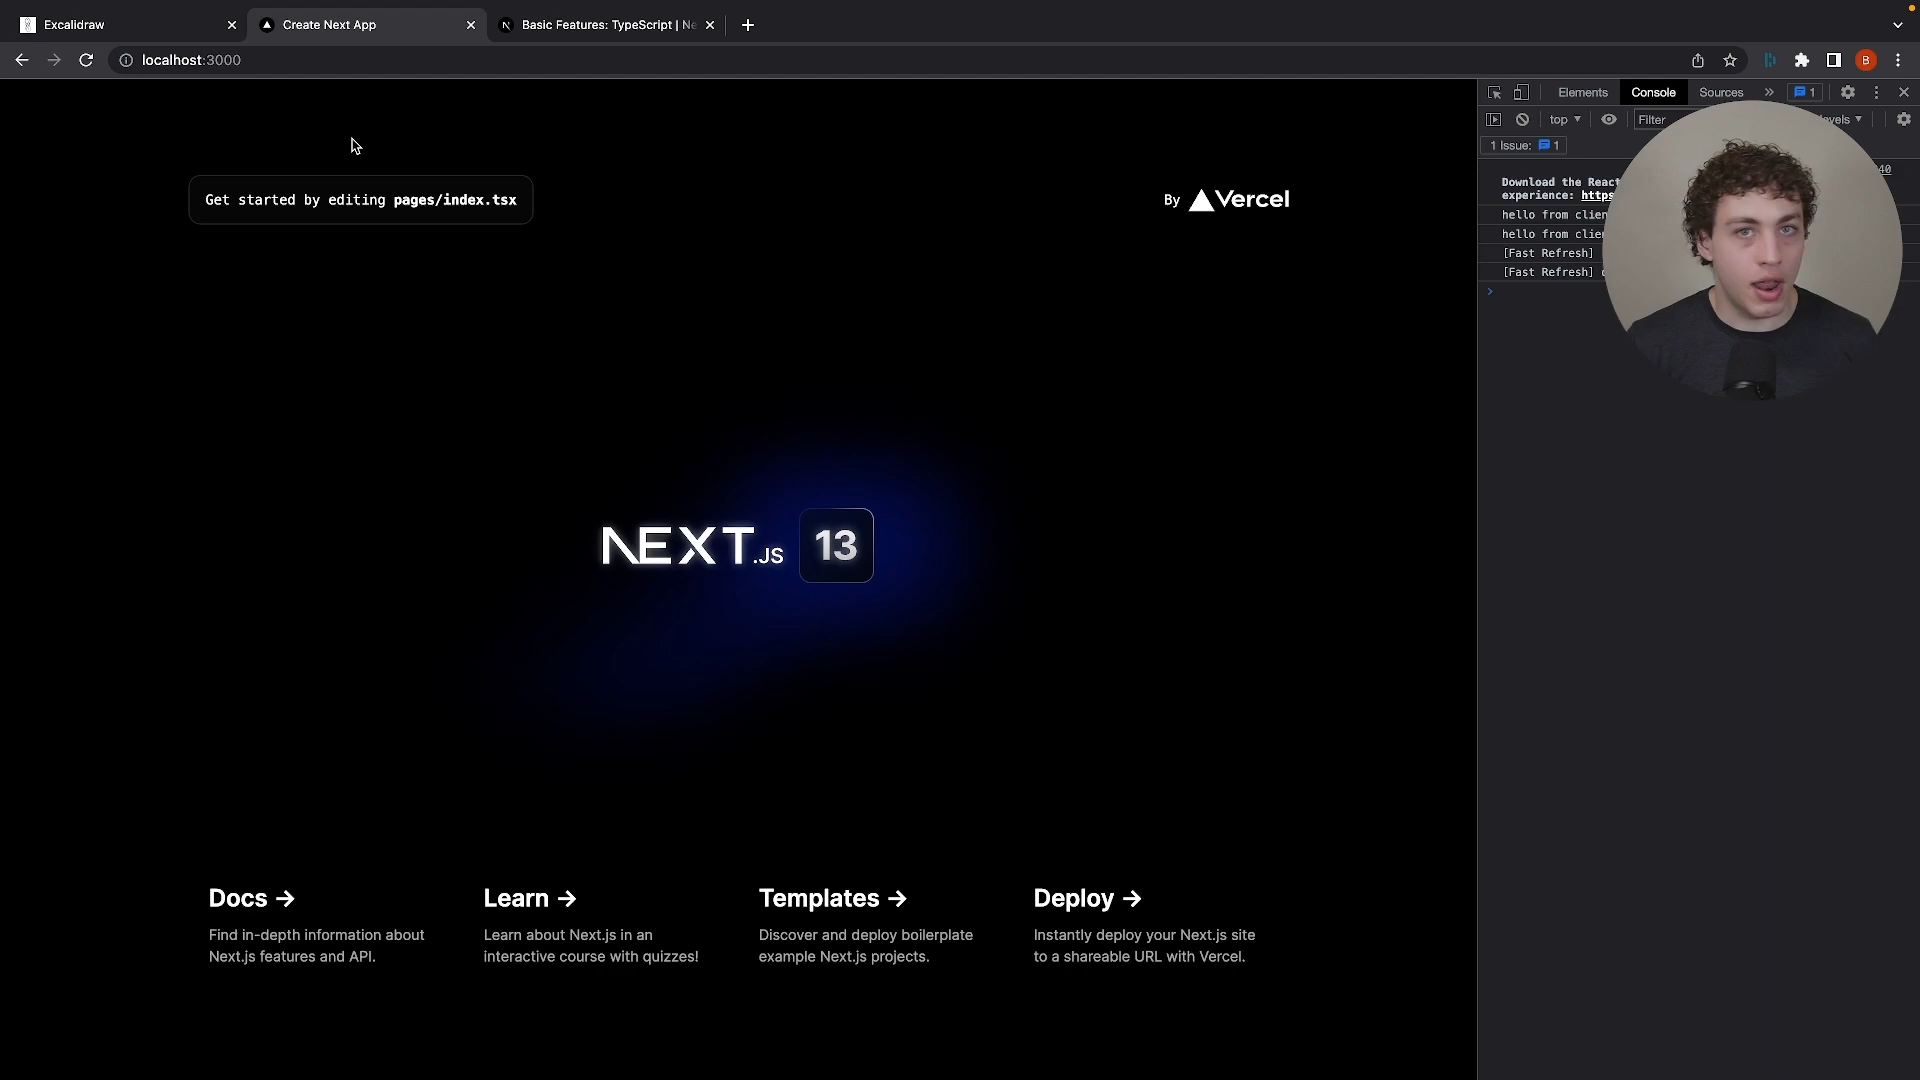 Excalidraw
Create Next App
Basic Features: TypeScript | Ne
localhost:3000
Elements Console Sources 1
top Filter levels
1 Issue: 1
40
Download the React
experience: https
hello from clien
hello from clien
[Fast Refresh]
[Fast Refresh]
Get started by editing pages/index.tsx
By Vercel
NEXT.JS 13
Docs →
Find in-depth information about
Next.js features and API.
Learn →
Learn about Next.js in an
interactive course with quizzes!
Templates →
Discover and deploy boilerplate
example Next.js projects.
Deploy →
Instantly deploy your Next.js site
to a shareable URL with Vercel.
B